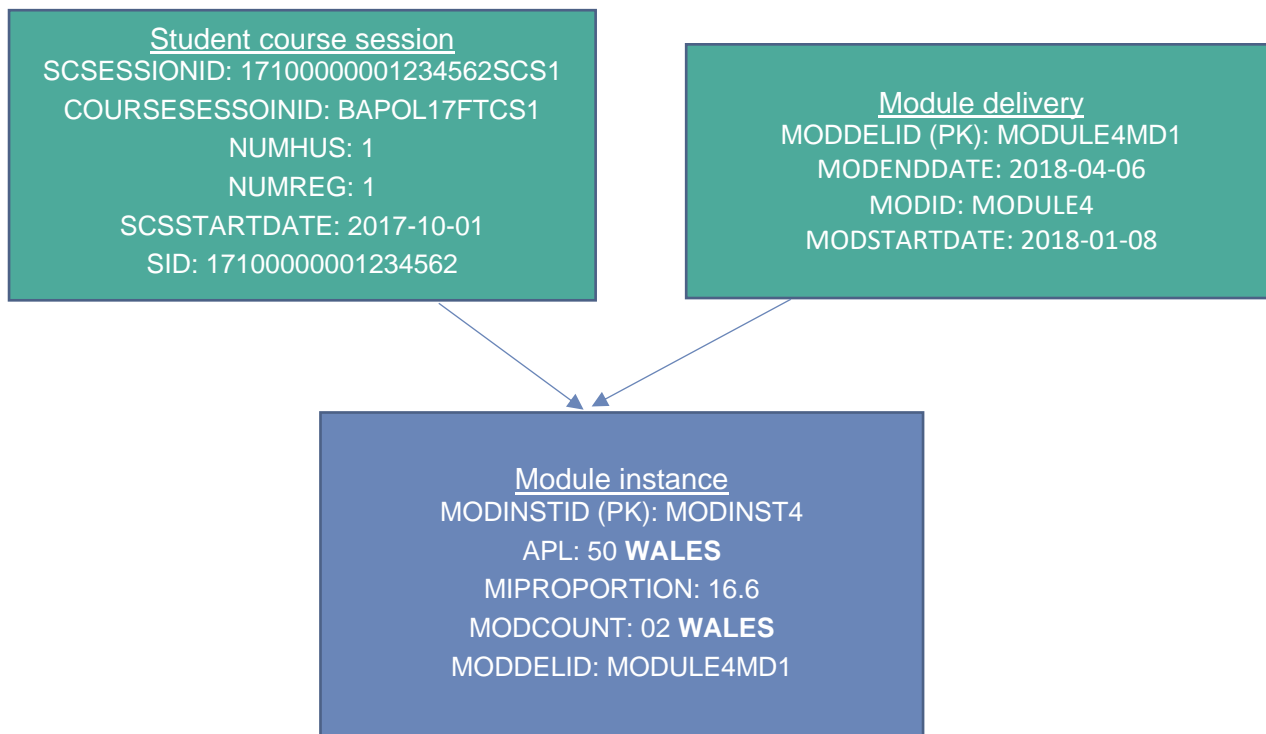 Student course session
SCSESSIONID: 17100000001234562SCS1
COURSESESSOINID: BAPOL17FTCS1
NUMHUS: 1
NUMREG: 1
SCSSTARTDATE: 2017-10-01
SID: 17100000001234562
Module delivery
MODDELID (PK): MODULE4MD1
MODENDDATE: 2018-04-06
MODID: MODULE4
MODSTARTDATE: 2018-01-08
Module instance
MODINSTID (PK): MODINST4
APL: 50 WALES
MIPROPORTION: 16.6
MODCOUNT: 02 WALES
MODDELID: MODULE4MD1